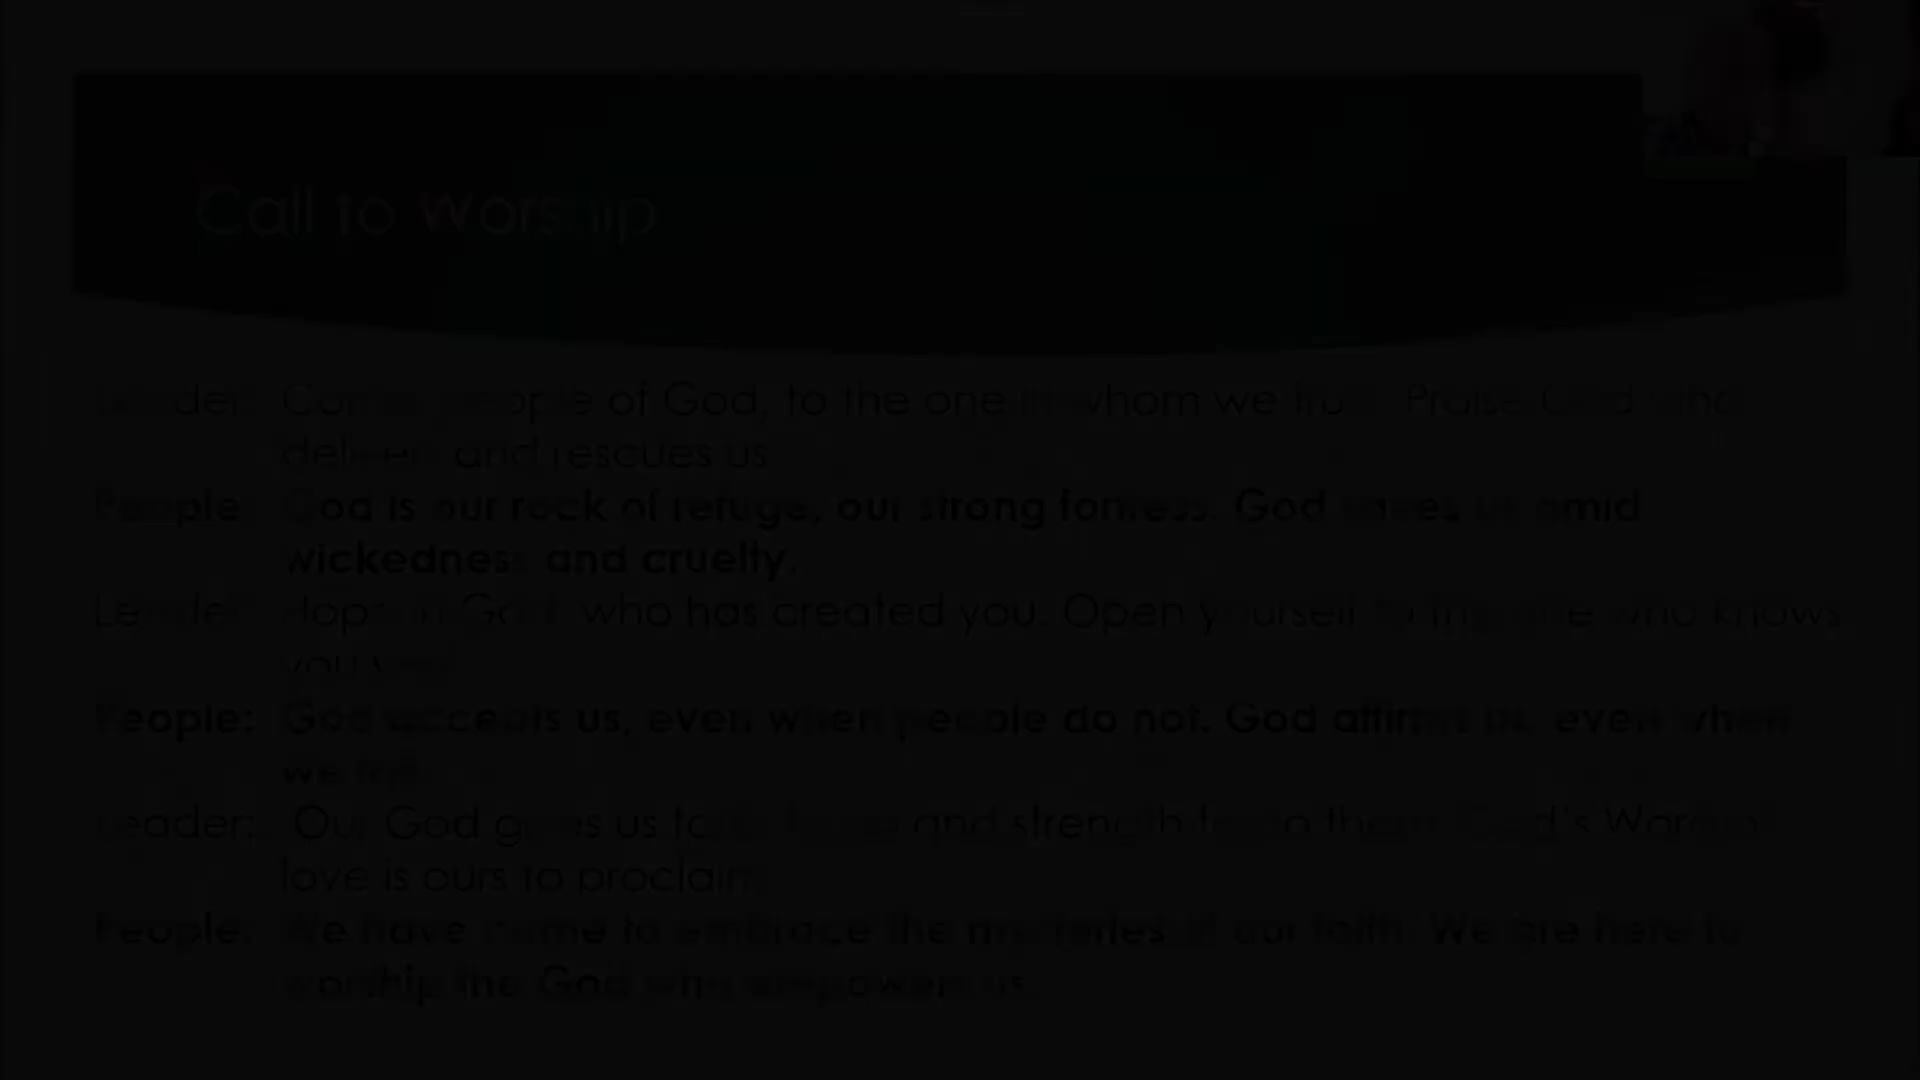 Call to Worship
Leader: Come, people of God, to the one in whom we trust. Praise God who
delivers and rescues us.
People: God is our rock of refuge, our strong fortress. God saves us amid
wickedness and cruelty.
Leader: Hope in God, who has created you. Open yourself to the one who knows
you
People: God accepts us, even when people do not. God affirms us, even when
we fail.
Leader: Our God gives us and strength God's Word
love is ours to proclaim.
People: We have come to embrace the mysteries of our faith. We are here to
worship the God who empowers us.